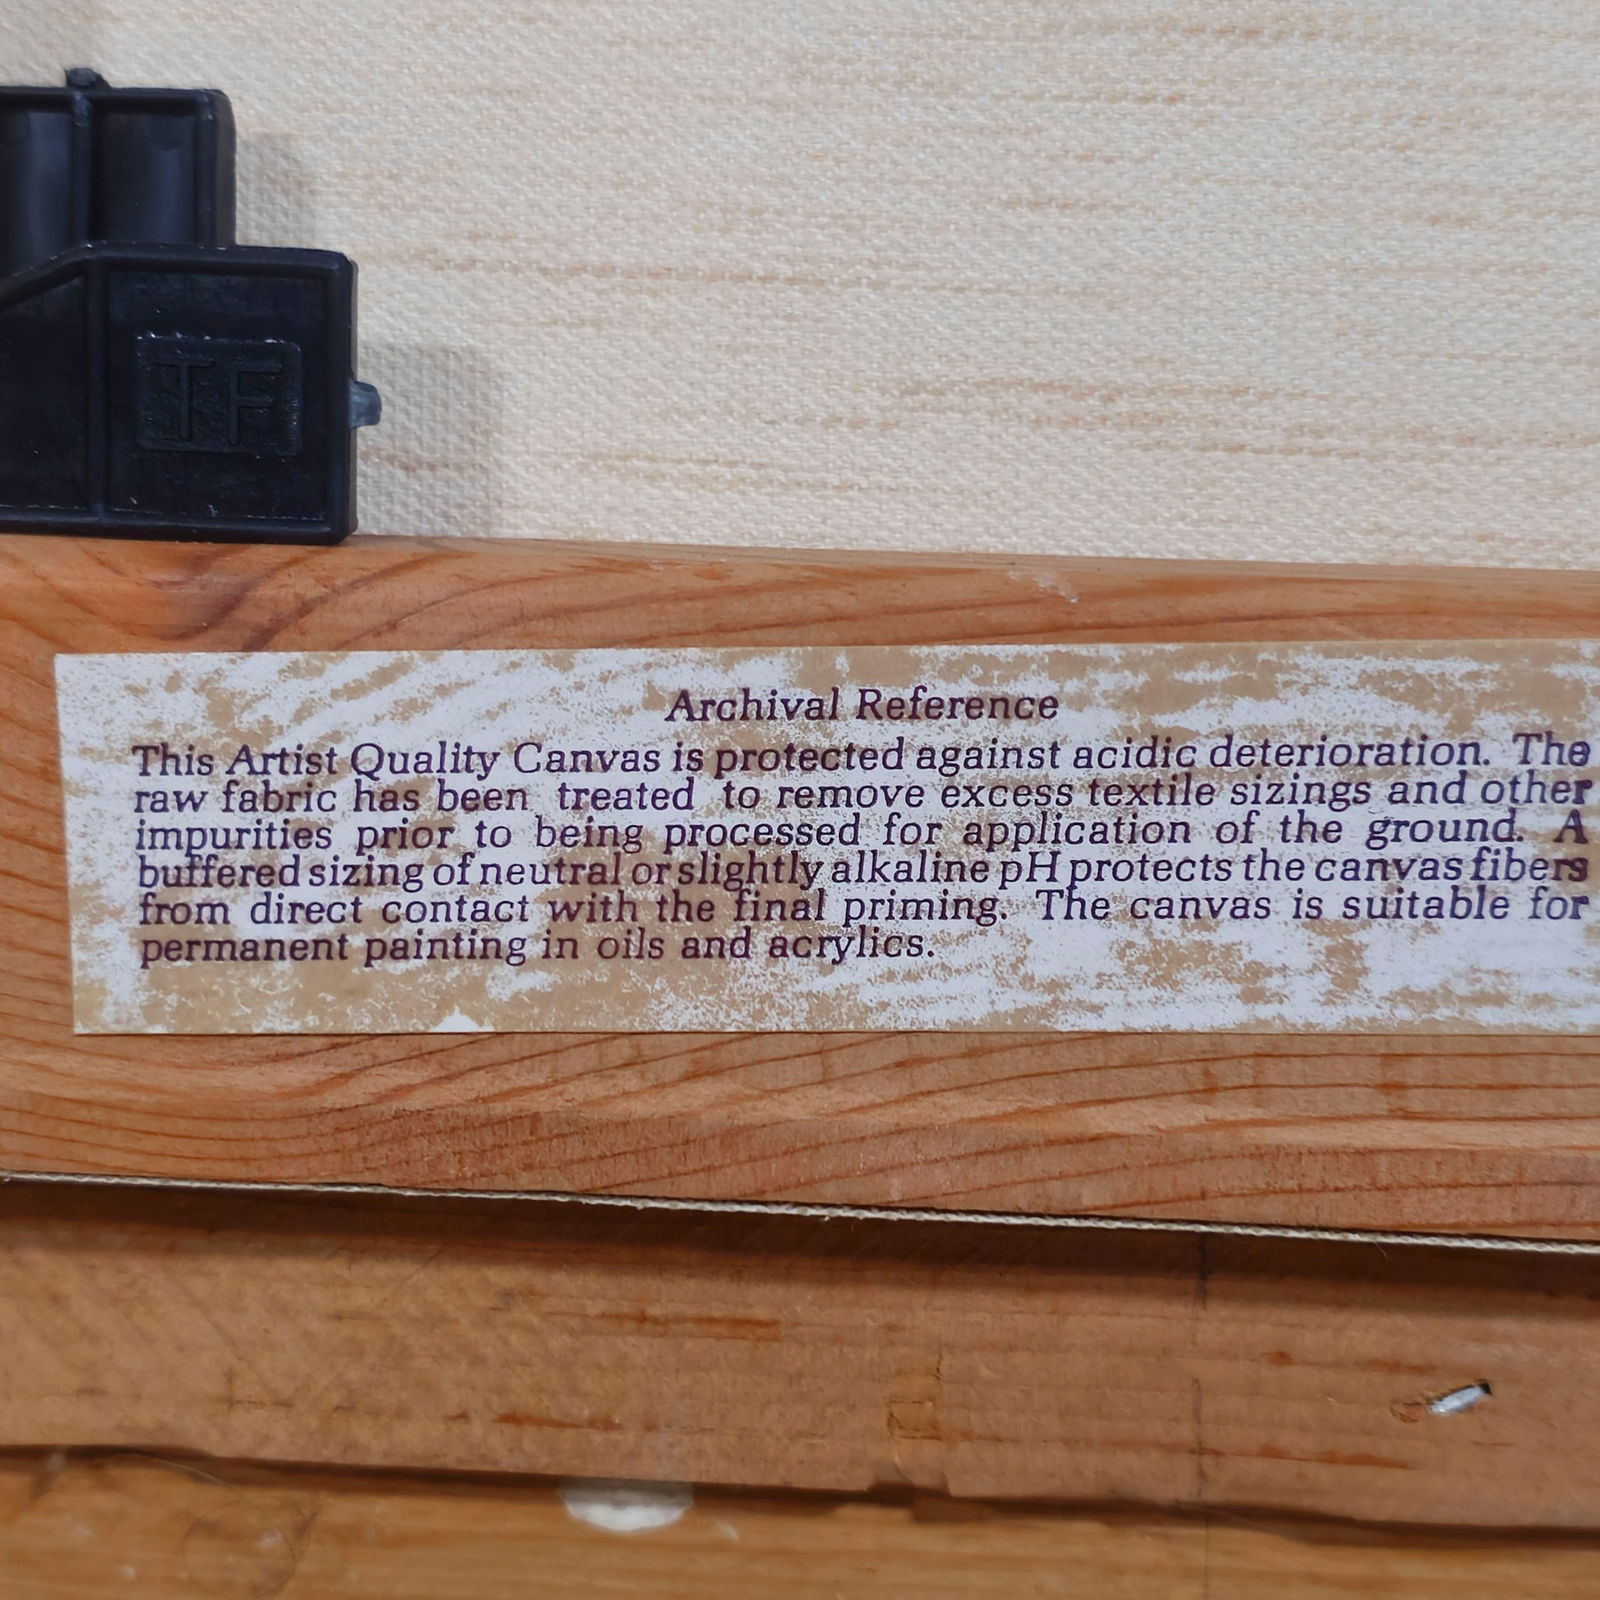 TF
Archival Reference
This Artist Quality Canvas is protected against acidic deterioration. The
raw fabric has been treated to remove excess textile sizings and other
impurities prior to being processed for application of the ground. A
buffered sizing of neutral or slightly alkaline pH protects the canvas fibers
from direct contact with the final priming. The canvas is suitable for
permanent painting in oils and acrylics.